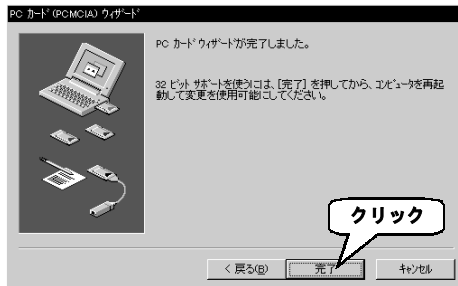 PC ｶｰﾄﾞ (PCMCIA) ｳｨｻﾞｰﾄﾞ
PC ｶｰﾄﾞ ｳｨｻﾞｰﾄﾞが完了しました。
32 ﾋﾞｯﾄ ｻﾎﾟｰﾄを使うには、[完了] を押してから、ｺﾝﾋﾟｭｰﾀを再起
動して変更を使用可能にしてください。
クリック
< 戻る(B)
完了
ｷｬﾝｾﾙ